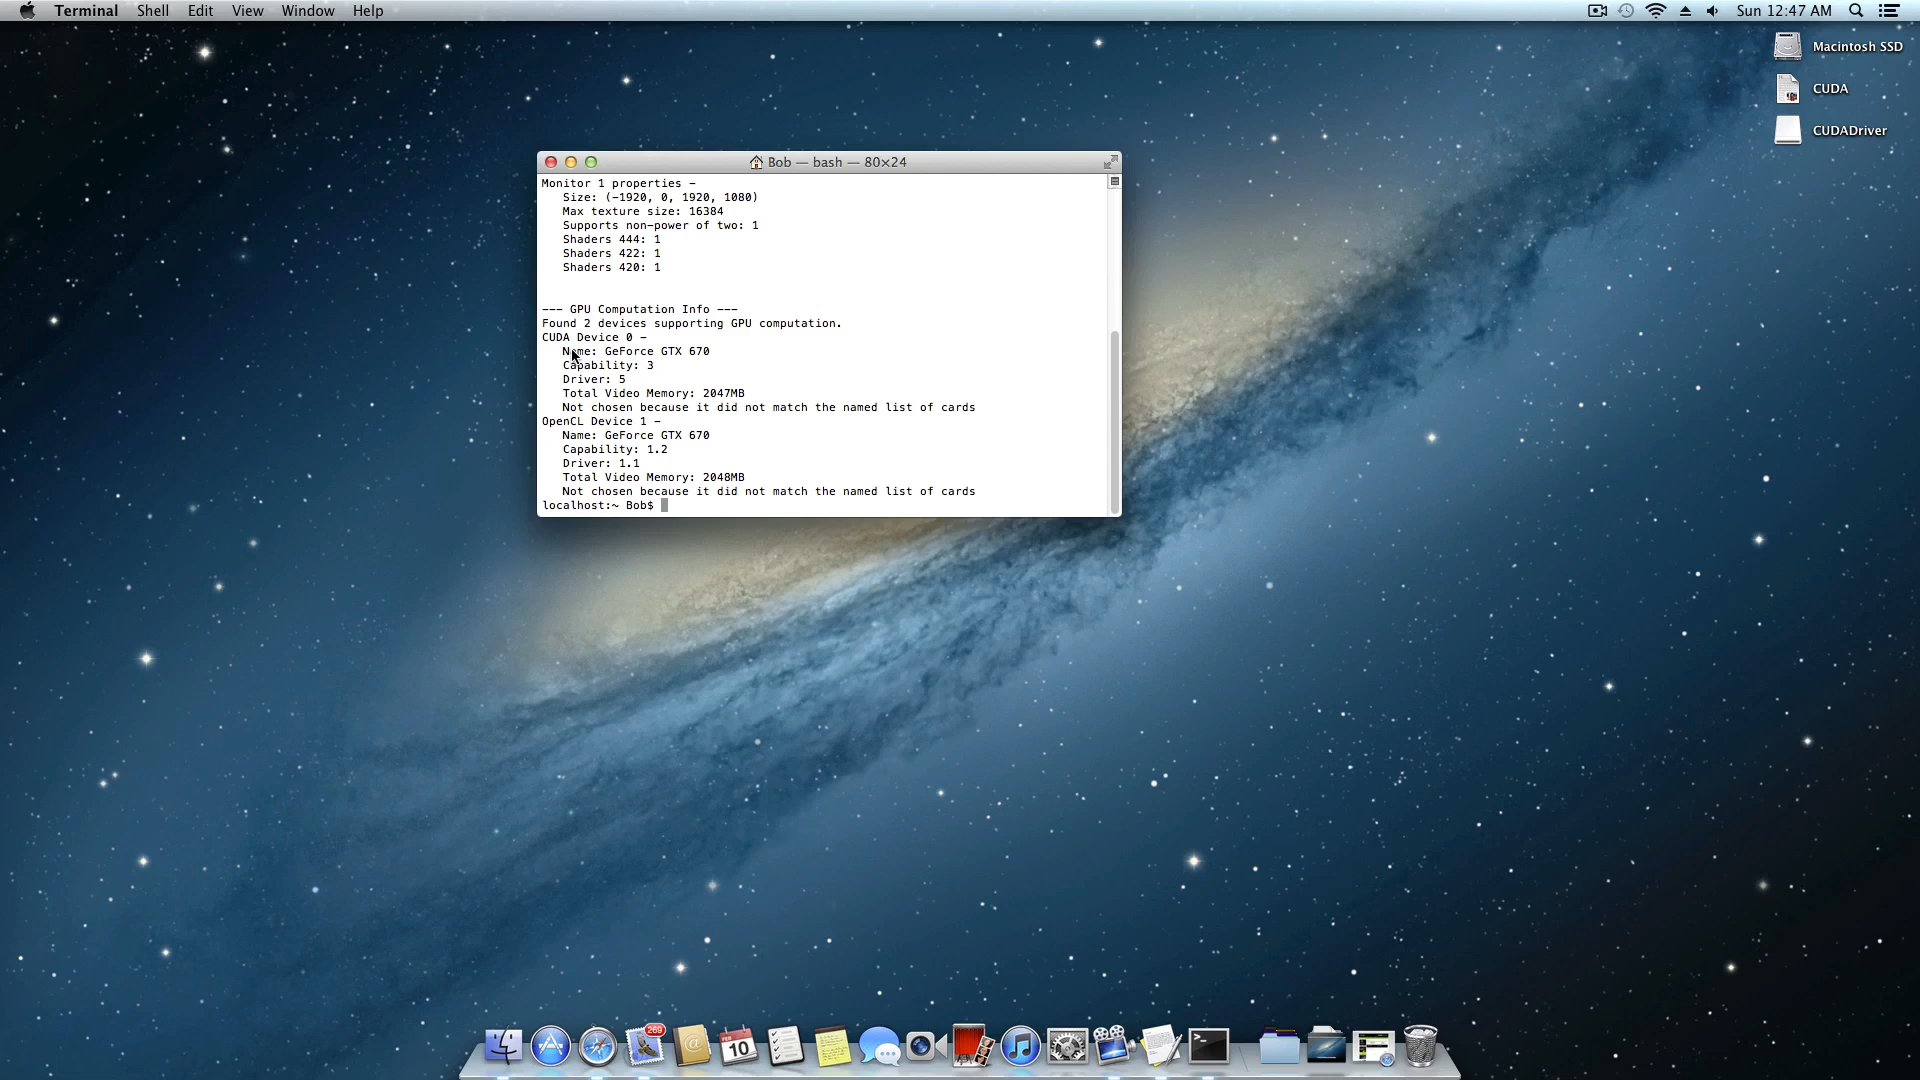 Terminal Shell Edit View Window Help Sun 12:47 AM
Macintosh SSD
CUDA
CUDADriver
Bob — bash — 80×24
Monitor 1 properties -
Size: (-1920, 0, 1920, 1080)
Max texture size: 16384
Supports non-power of two: 1
Shaders 444: 1
Shaders 422: 1
Shaders 420: 1
--- GPU Computation Info ---
Found 2 devices supporting GPU computation.
CUDA Device 0 -
Name: GeForce GTX 670
Capability: 3
Driver: 5
Total Video Memory: 2047MB
Not chosen because it did not match the named list of cards
OpenCL Device 1 -
Name: GeForce GTX 670
Capability: 1.2
Driver: 1.1
Total Video Memory: 2048MB
Not chosen because it did not match the named list of cards
localhost:~ Bob$
269
FEB
10